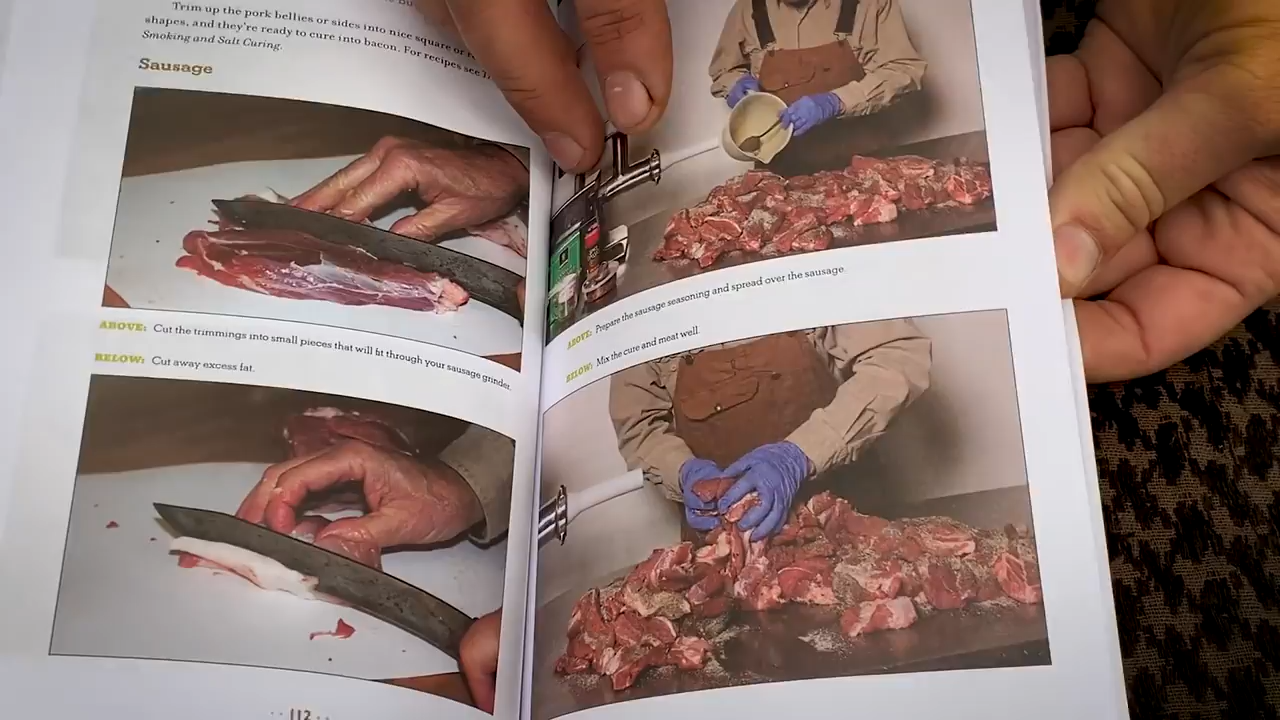 Trim up the pork bellies or sides into nice square or
shapes, and they're ready to cure into bacon. For recipes see
Smoking and Salt Curing.
Sausage
ABOVE: Cut the trimmings into small pieces that will fit through your sausage grinder.
BELOW: Cut away excess fat.
112
ABOVE: Prepare the sausage seasoning and spread over the sausage.
BELOW: Mix the cure and meat well.